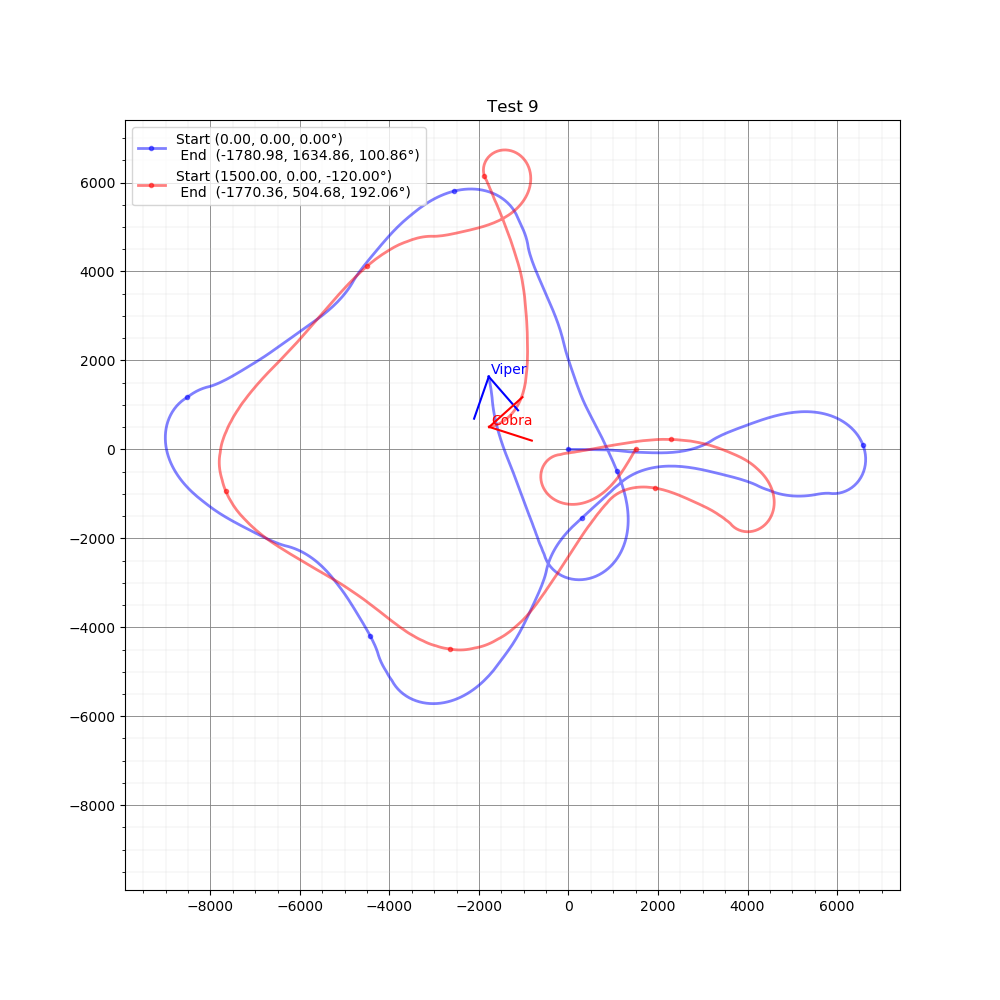 Test 9
Start (0.00, 0.00, 0.00°)
End  (-1780.98, 1634.86, 100.86°)
Start (1500.00, 0.00, -120.00°)
End  (-1770.36, 504.68, 192.06°)
6000
4000
2000
Viper
Cobra
0
−2000
−4000
−6000
−8000
−8000 −6000 −4000 −2000 0 2000 4000 6000